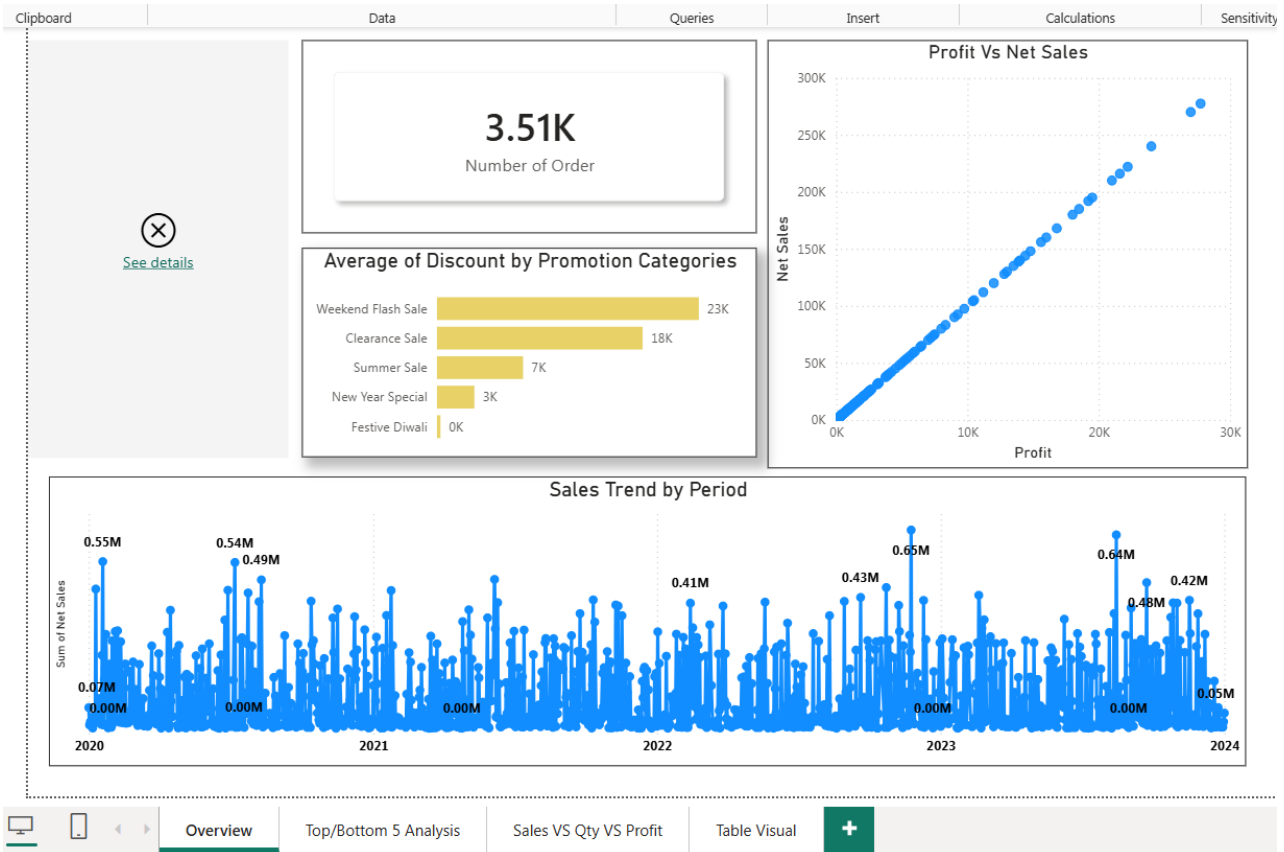 Clipboard
Data
Queries
Insert
Calculations
Sensitivity
See details
3.51K
Number of Order
Average of Discount by Promotion Categories
Weekend Flash Sale 23K
Clearance Sale 18K
Summer Sale 7K
New Year Special 3K
Festive Diwali 0K
Profit Vs Net Sales
Net Sales
300K
250K
200K
150K
100K
50K
0K
0K 10K 20K 30K
Profit
Sales Trend by Period
Sum of Net Sales
0.55M
0.54M
0.49M
0.41M
0.43M
0.65M
0.64M
0.48M
0.42M
0.07M
0.00M
0.00M
0.00M
0.00M
0.00M
0.05M
2020 2021 2022 2023 2024
Overview
Top/Bottom 5 Analysis
Sales VS Qty VS Profit
Table Visual
+